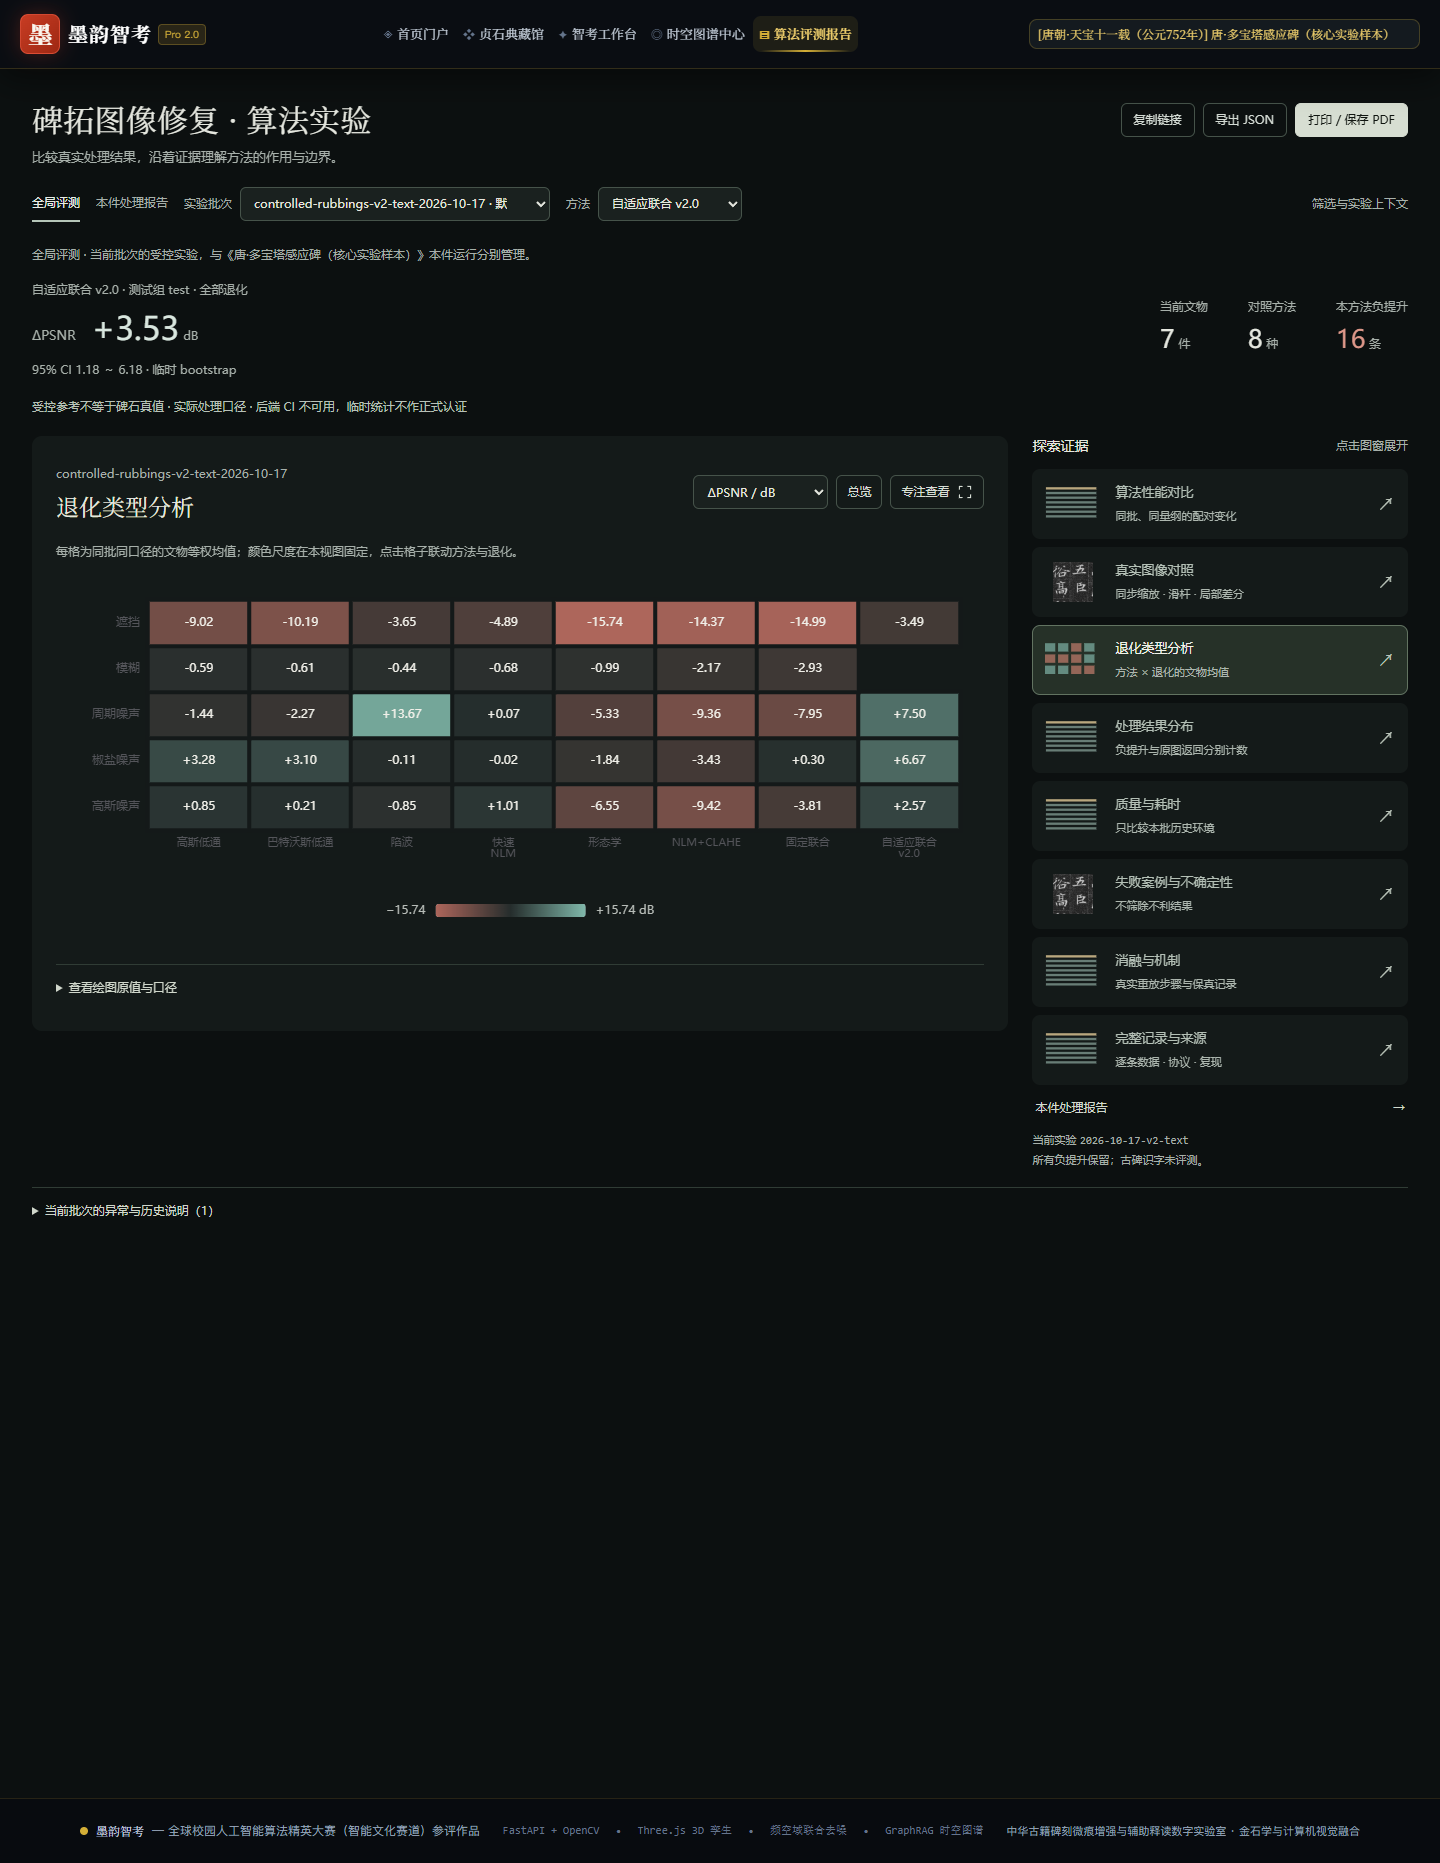 墨 墨韵智考 Pro 2.0
首页门户 贞石典藏馆 智考工作台 时空图谱中心 算法评测报告
[唐朝·天宝十一载（公元752年）] 唐·多宝塔感应碑（核心实验样本）
碑拓图像修复 · 算法实验
复制链接 导出 JSON 打印 / 保存 PDF
比较真实处理结果，沿着证据理解方法的作用与边界。
全局评测 本件处理报告 实验批次 controlled-rubbings-v2-text-2026-10-17 · 默 方法 自适应联合 v2.0 筛选与实验上下文
全局评测 · 当前批次的受控实验，与《唐·多宝塔感应碑（核心实验样本）》本件运行分别管理。
自适应联合 v2.0 · 测试组 test · 全部退化
ΔPSNR +3.53 dB
95% CI 1.18 ～ 6.18 · 临时 bootstrap
当前文物 对照方法 本方法负提升
7 件 8 种 16 条
受控参考不等于碑石真值 · 实际处理口径 · 后端 CI 不可用，临时统计不作正式认证
controlled-rubbings-v2-text-2026-10-17
退化类型分析
ΔPSNR / dB 总览 专注查看
每格为同批同口径的文物等权均值；颜色尺度在本视图固定，点击格子联动方法与退化。
遮挡 -9.02 -10.19 -3.65 -4.89 -15.74 -14.37 -14.99 -3.49
模糊 -0.59 -0.61 -0.44 -0.68 -0.99 -2.17 -2.93
周期噪声 -1.44 -2.27 +13.67 +0.07 -5.33 -9.36 -7.95 +7.50
椒盐噪声 +3.28 +3.10 -0.11 -0.02 -1.84 -3.43 +0.30 +6.67
高斯噪声 +0.85 +0.21 -0.85 +1.01 -6.55 -9.42 -3.81 +2.57
高斯低通 巴特沃斯低通 陷波 快速 NLM 形态学 NLM+CLAHE 固定联合 自适应联合 v2.0
−15.74 +15.74 dB
查看绘图原值与口径
探索证据 点击图窗展开
算法性能对比
同批、同量纲的配对变化
真实图像对照
同步缩放 · 滑杆 · 局部差分
退化类型分析
方法 × 退化的文物均值
处理结果分布
负提升与原图返回分别计数
质量与耗时
只比较本批历史环境
失败案例与不确定性
不筛除不利结果
消融与机制
真实重放步骤与保真记录
完整记录与来源
逐条数据 · 协议 · 复现
本件处理报告 →
当前实验 2026-10-17-v2-text
所有负提升保留；古碑识字未评测。
当前批次的异常与历史说明（1）
墨韵智考 — 全球校园人工智能算法精英大赛（智能文化赛道）参评作品 FastAPI + OpenCV • Three.js 3D 孪生 • 频空域联合去噪 • GraphRAG 时空图谱 中华古籍碑刻微痕增强与辅助释读数字实验室 · 金石学与计算机视觉融合